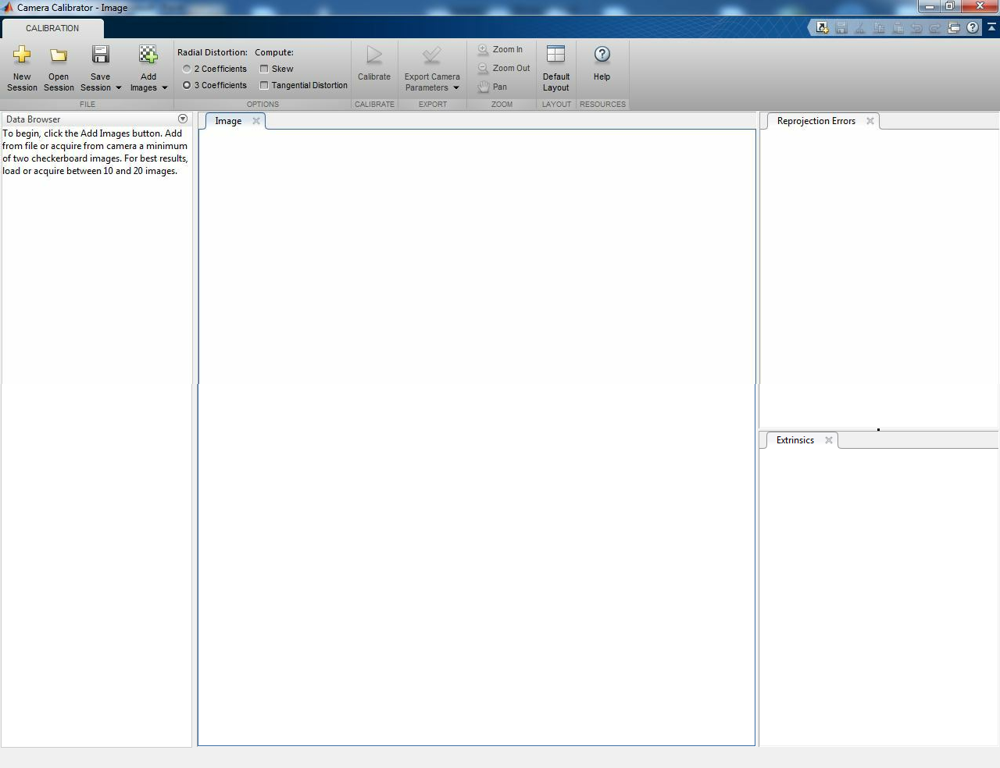 Camera Calibrator - Image
CALIBRATION
New Session
Open Session
Save Session
Add Images
FILE
Radial Distortion:
2 Coefficients
3 Coefficients
Compute:
Skew
Tangential Distortion
OPTIONS
Calibrate
CALIBRATE
Export Camera Parameters
EXPORT
Zoom In
Zoom Out
Pan
ZOOM
Default Layout
LAYOUT
Help
RESOURCES
Data Browser
To begin, click the Add Images button. Add
from file or acquire from camera a minimum
of two checkerboard images. For best results,
load or acquire between 10 and 20 images.
Image
Reprojection Errors
Extrinsics